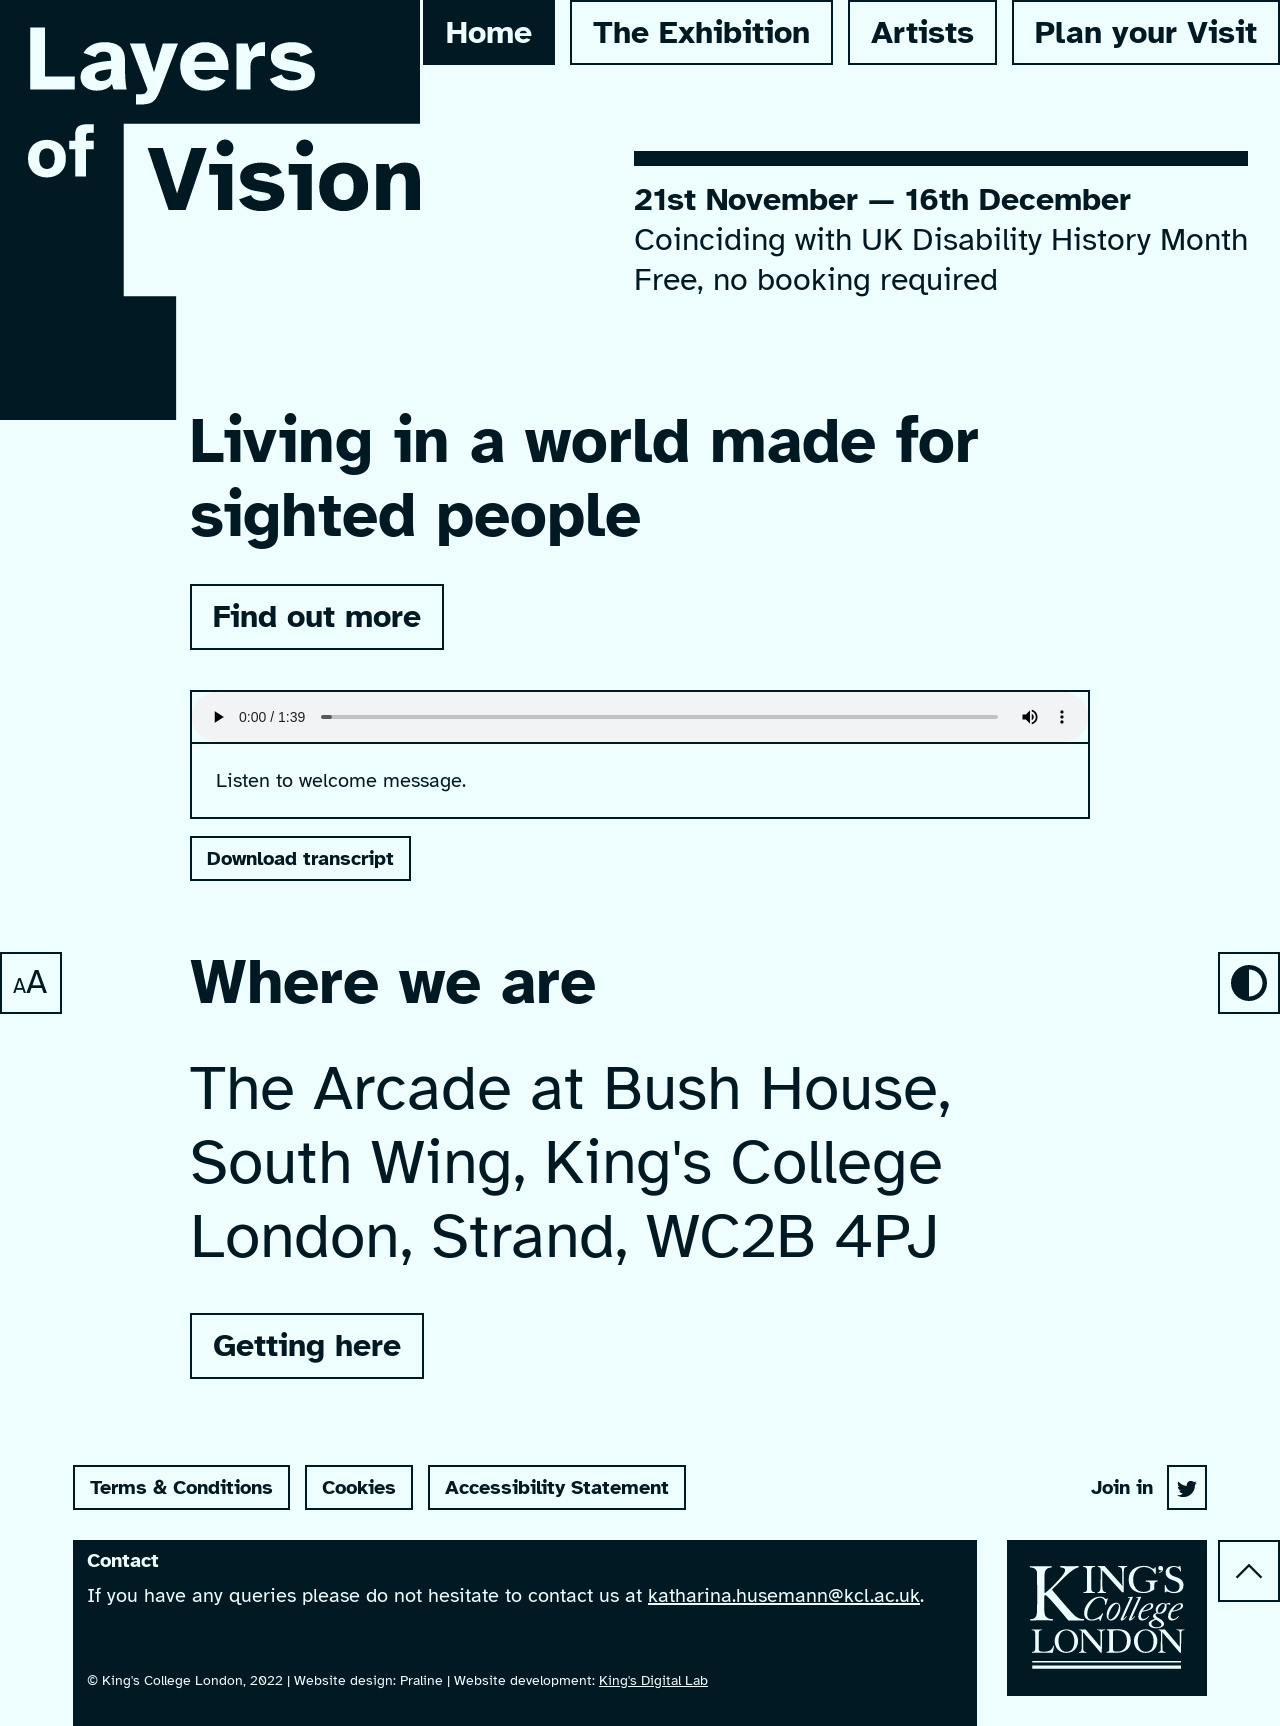 Layers
of
Vision
Home
The Exhibition
Artists
Plan your Visit
21st November — 16th December
Coinciding with UK Disability History Month
Free, no booking required
Living in a world made for
sighted people
Find out more
0:00 / 1:39
Listen to welcome message.
Download transcript
AA
Where we are
The Arcade at Bush House,
South Wing, King's College
London, Strand, WC2B 4PJ
Getting here
Terms & Conditions
Cookies
Accessibility Statement
Join in
Contact
If you have any queries please do not hesitate to contact us at katharina.husemann@kcl.ac.uk.
© King's College London, 2022 | Website design: Praline | Website development: King's Digital Lab
KING'S
College
LONDON